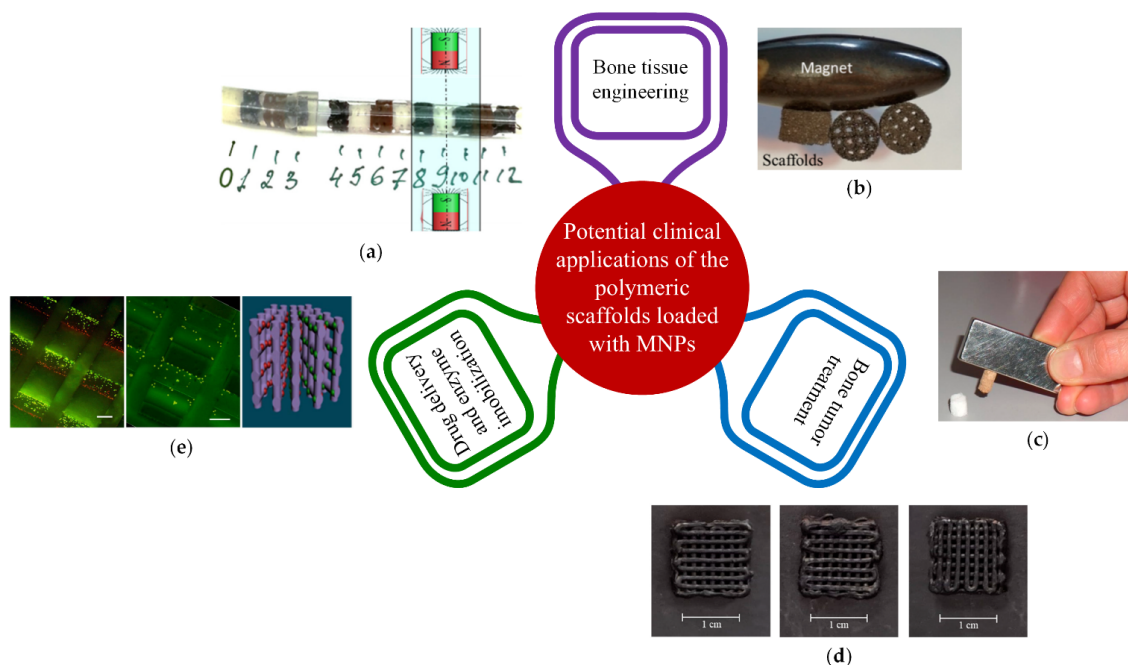 S
N
0 1 2 3 4 5 6 7 8 9 10 11 12
S
N
(a)
Bone tissue
engineering
Magnet
Scaffolds
(b)
Potential clinical
applications of the
polymeric
scaffolds loaded
with MNPs
(e)
Drug delivery
and enzyme
imobilization
Bone tumor
treatment
(c)
1 cm
1 cm
1 cm
(d)